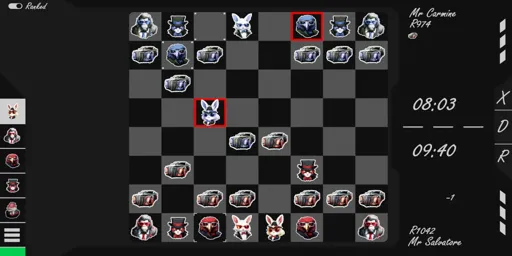 Ranked
Mr Carmine
R974
08:03
X
D
09:40
R
-1
R1042
Mr Salvatore